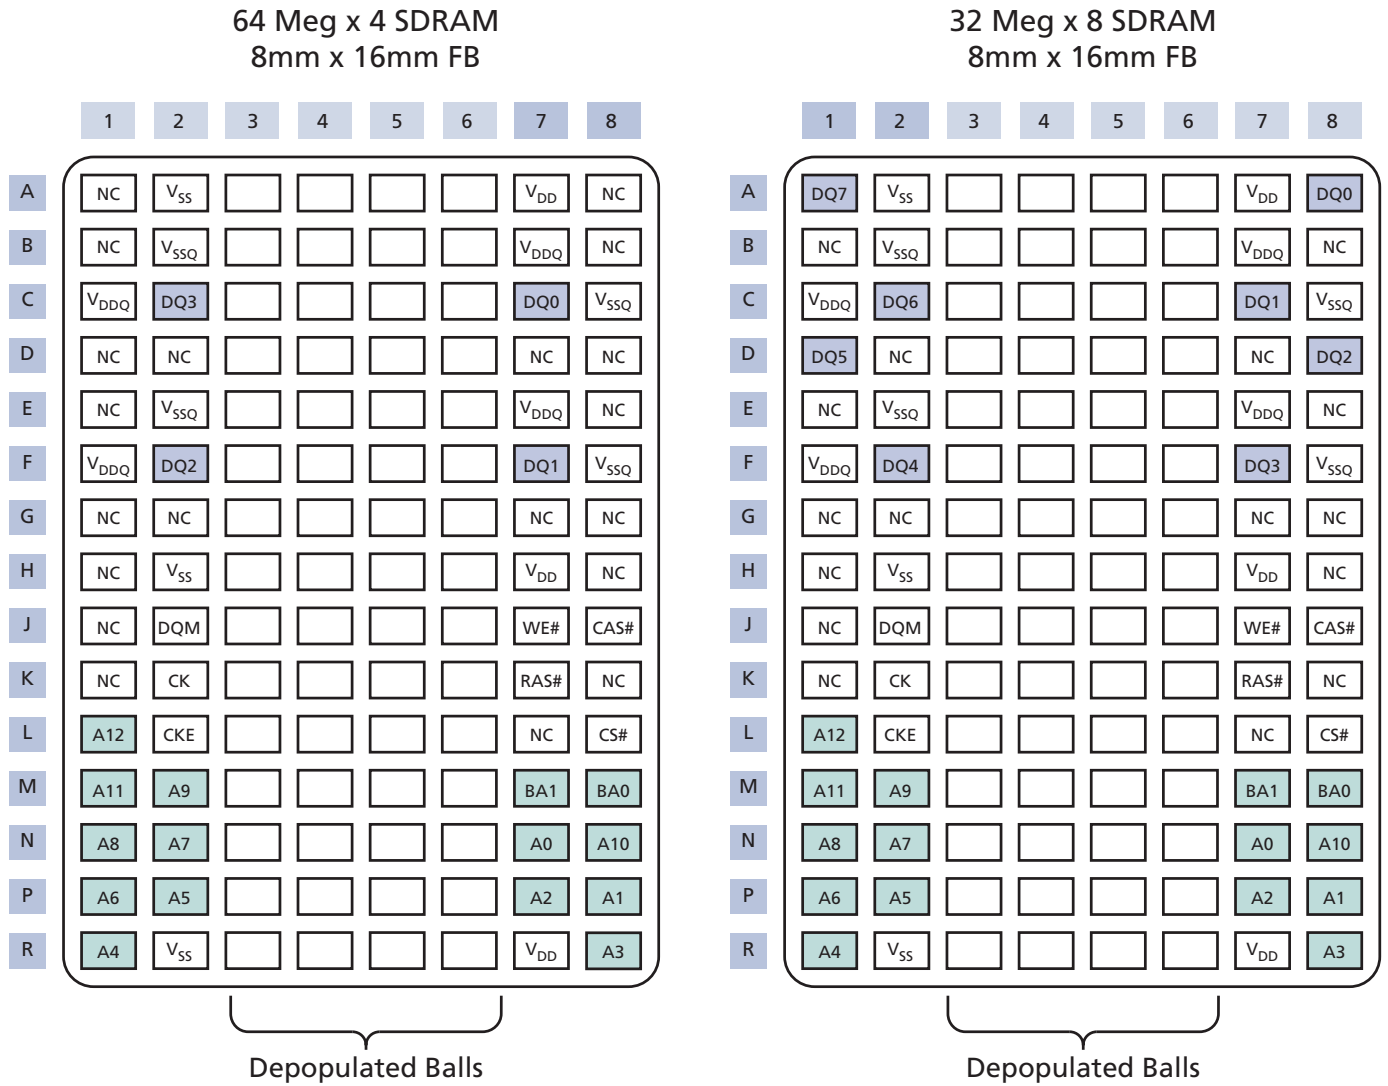 64 Meg x 4 SDRAM
8mm x 16mm FB
1 2 3 4 5 6 7 8
A NC VSS VDD NC
B NC VSSQ VDDQ NC
C VDDQ DQ3 DQ0 VSSQ
D NC NC NC NC
E NC VSSQ VDDQ NC
F VDDQ DQ2 DQ1 VSSQ
G NC NC NC NC
H NC VSS VDD NC
J NC DQM WE# CAS#
K NC CK RAS# NC
L A12 CKE NC CS#
M A11 A9 BA1 BA0
N A8 A7 A0 A10
P A6 A5 A2 A1
R A4 VSS VDD A3
Depopulated Balls
32 Meg x 8 SDRAM
8mm x 16mm FB
1 2 3 4 5 6 7 8
A DQ7 VSS VDD DQ0
B NC VSSQ VDDQ NC
C VDDQ DQ6 DQ1 VSSQ
D DQ5 NC NC DQ2
E NC VSSQ VDDQ NC
F VDDQ DQ4 DQ3 VSSQ
G NC NC NC NC
H NC VSS VDD NC
J NC DQM WE# CAS#
K NC CK RAS# NC
L A12 CKE NC CS#
M A11 A9 BA1 BA0
N A8 A7 A0 A10
P A6 A5 A2 A1
R A4 VSS VDD A3
Depopulated Balls